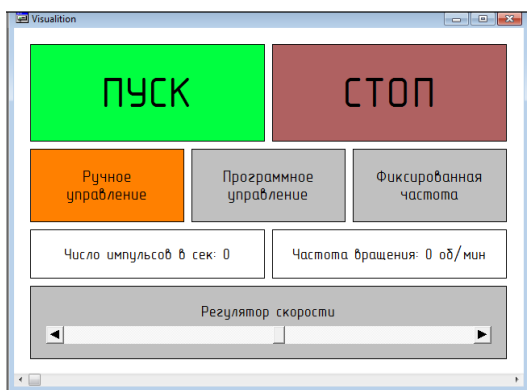 Visualition
ПУСК
СТОП
Ручное
управление
Программное
управление
Фиксированная
частота
Число импульсов в сек: 0
Частота вращения: 0 об/мин
Регулятор скорости